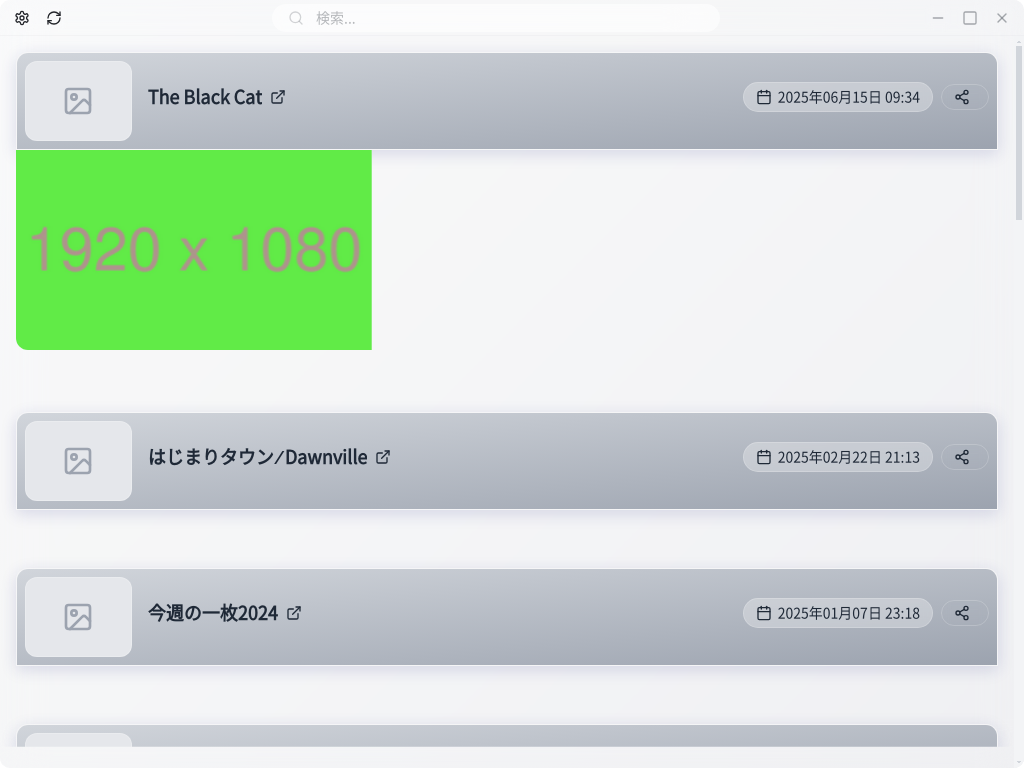 検索...
The Black Cat
2025年06月15日 09:34
1920 x 1080
はじまりタウン⁄Dawnville
2025年02月22日 21:13
今週の一枚2024
2025年01月07日 23:18